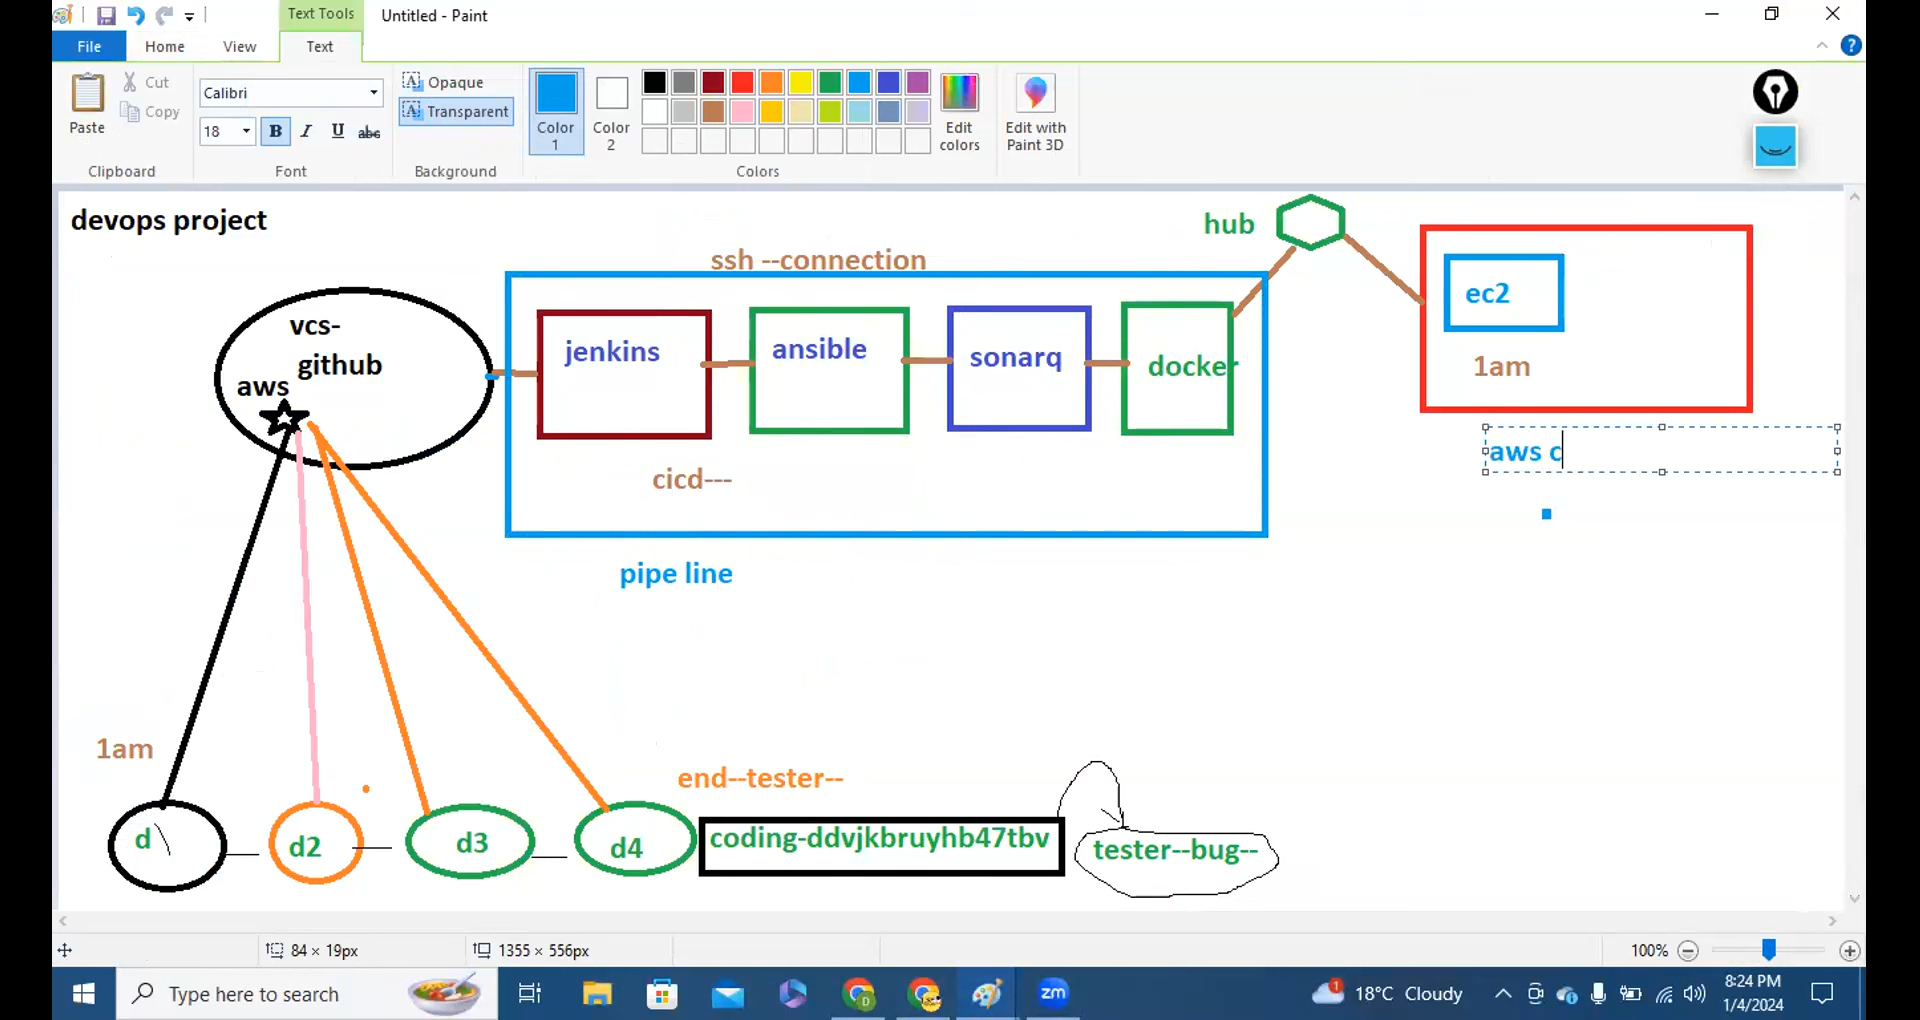 Text Tools
Untitled - Paint
File
Home
View
Text
Paste
Cut
Copy
Clipboard
Calibri
18
B
I
U
abc
Font
Opaque
Transparent
Background
Color
1
Color
2
Colors
Edit
colors
Edit with
Paint 3D
devops project
hub
ssh --connection
vcs-
github
aws
jenkins
ansible
sonarq
docker
ec2
1am
aws c
cicd---
pipe line
1am
end--tester--
d
d2
d3
d4
coding-ddvjkbruyhb47tbv
tester--bug--
84 × 19px
1355 × 556px
100%
Type here to search
D
zm
1
18°C Cloudy
8:24 PM
1/4/2024